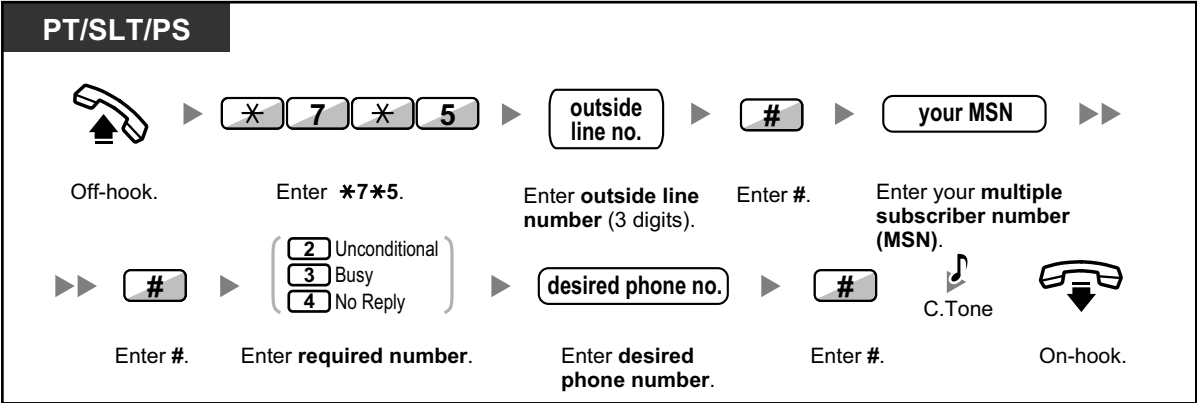 PT/SLT/PS
* 7 * 5
outside
line no.
#
your MSN
Off-hook.
Enter *7*5.
Enter outside line
number (3 digits).
Enter #.
Enter your multiple
subscriber number
(MSN).
#
2 Unconditional
3 Busy
4 No Reply
desired phone no.
#
C.Tone
Enter #.
Enter required number.
Enter desired
phone number.
Enter #.
On-hook.